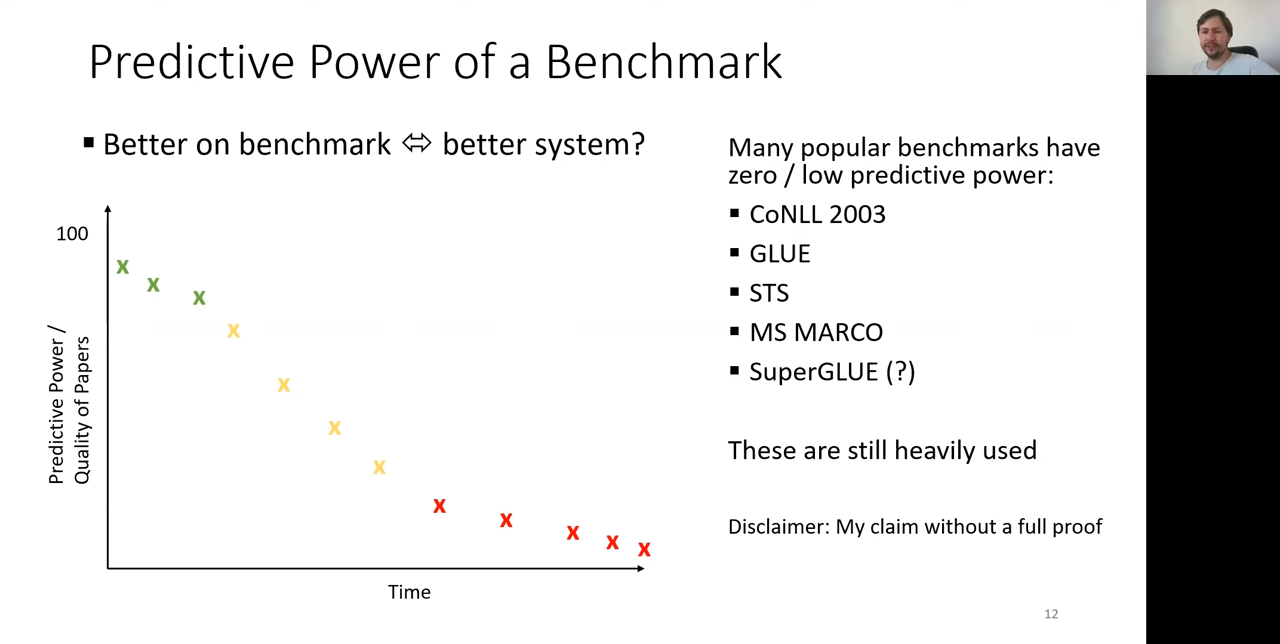 Predictive Power of a Benchmark
▪ Better on benchmark ⇔ better system?
100
x
x
x
x
x
x
x
x
x
x
x
x
Predictive Power /
Quality of Papers
Time
Many popular benchmarks have
zero / low predictive power:
▪ CoNLL 2003
▪ GLUE
▪ STS
▪ MS MARCO
▪ SuperGLUE (?)
These are still heavily used
Disclaimer: My claim without a full proof
12